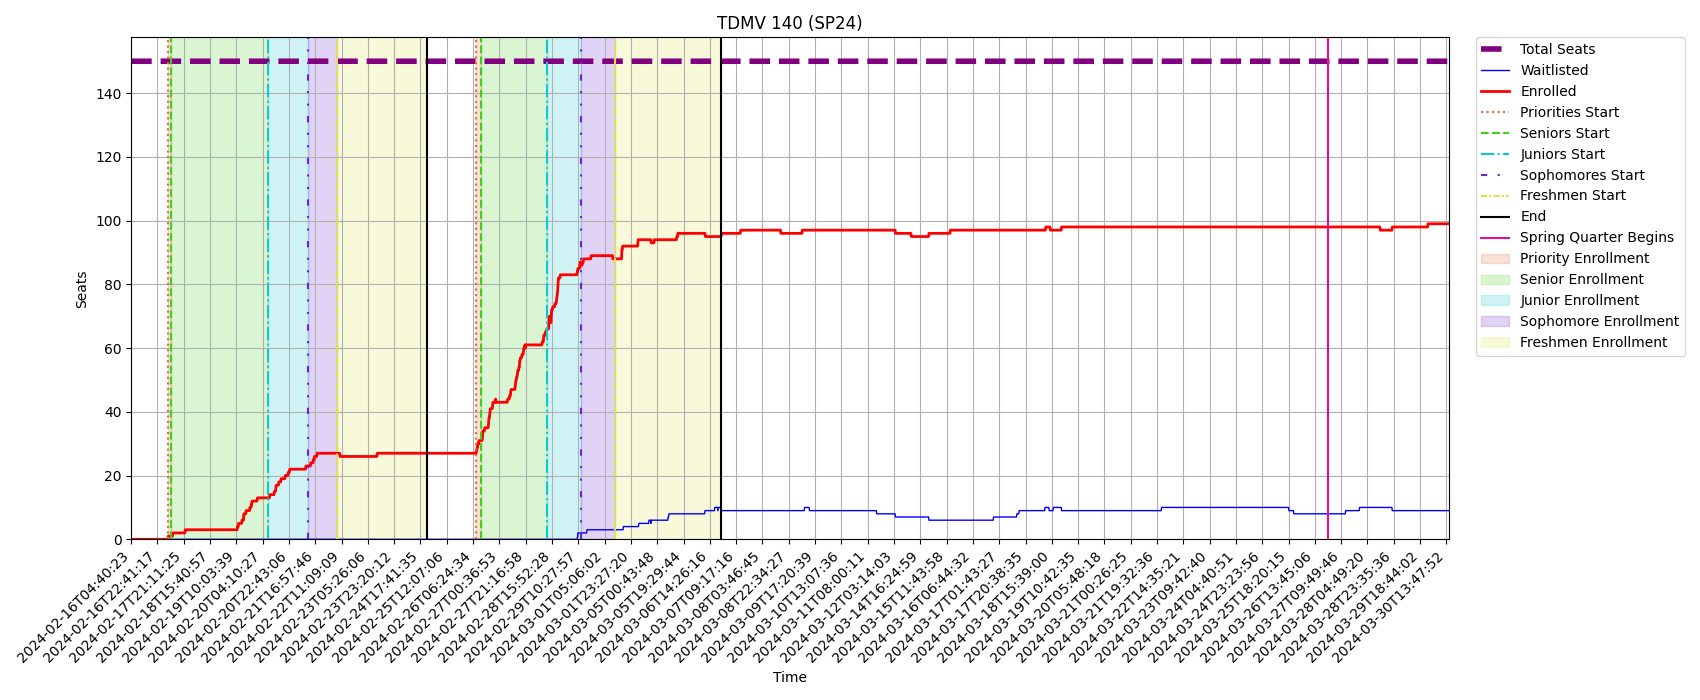 TDMV 140 (SP24)
Total Seats
Waitlisted
Enrolled
Priorities Start
Seniors Start
Juniors Start
Sophomores Start
Freshmen Start
End
Spring Quarter Begins
Priority Enrollment
Senior Enrollment
Junior Enrollment
Sophomore Enrollment
Freshmen Enrollment
Seats
140
120
100
80
60
40
20
0
2024-02-16T04:40:23
2024-02-16T22:41:17
2024-02-17T21:11:25
2024-02-18T15:40:57
2024-02-19T10:03:39
2024-02-20T04:10:27
2024-02-20T22:43:06
2024-02-21T16:57:46
2024-02-22T11:09:09
2024-02-23T05:26:06
2024-02-23T23:20:12
2024-02-24T17:41:35
2024-02-25T12:07:06
2024-02-26T06:24:34
2024-02-27T00:36:53
2024-02-27T21:16:58
2024-02-28T15:52:28
2024-02-29T10:27:57
2024-03-01T05:06:02
2024-03-01T23:27:20
2024-03-05T00:43:48
2024-03-05T19:29:44
2024-03-06T14:26:16
2024-03-07T09:17:16
2024-03-08T03:46:45
2024-03-08T22:34:27
2024-03-09T17:20:39
2024-03-10T13:07:36
2024-03-11T08:00:11
2024-03-12T03:14:03
2024-03-14T16:24:59
2024-03-15T11:43:58
2024-03-16T06:44:32
2024-03-17T01:43:27
2024-03-17T20:38:35
2024-03-18T15:39:00
2024-03-19T10:42:35
2024-03-20T05:48:18
2024-03-21T00:26:25
2024-03-21T19:32:36
2024-03-22T14:35:21
2024-03-23T09:42:40
2024-03-24T04:40:51
2024-03-24T23:23:56
2024-03-25T18:20:15
2024-03-26T13:45:06
2024-03-27T09:49:46
2024-03-28T04:49:20
2024-03-28T23:35:36
2024-03-29T18:44:02
2024-03-30T13:47:52
Time